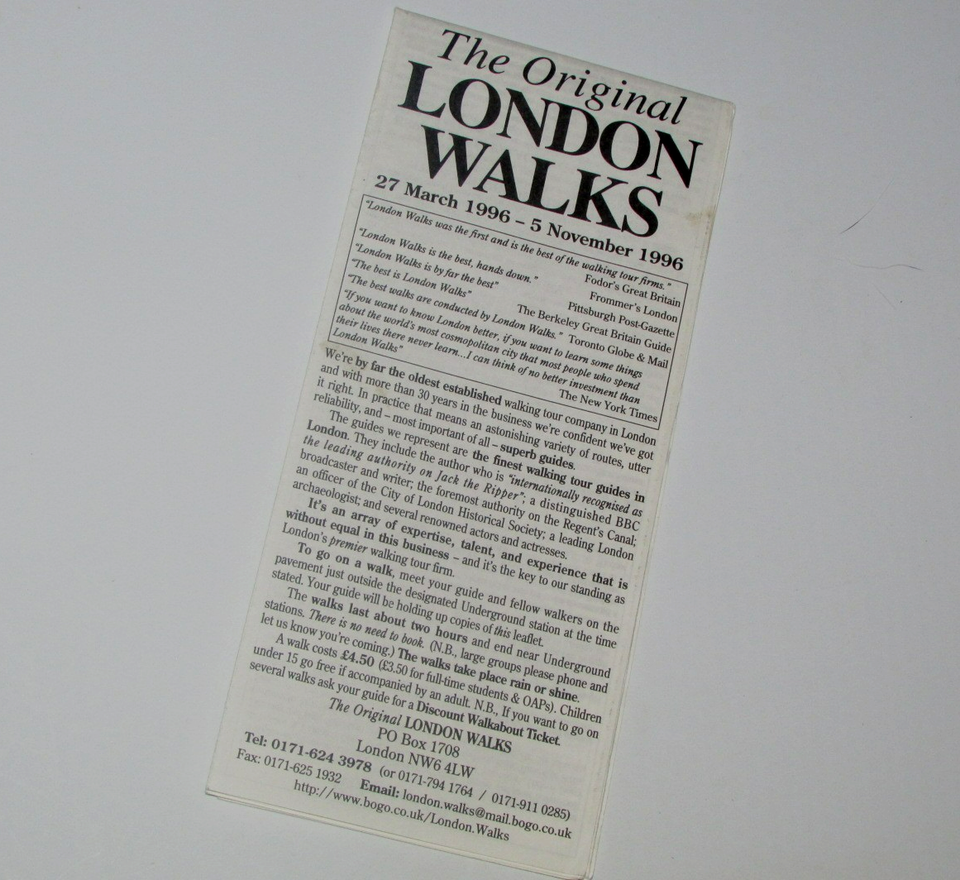 The Original
LONDON
WALKS
27 March 1996 – 5 November 1996
"London Walks was the first and is the best of the walking tour firms."
Fodor's Great Britain
"London Walks is the best, hands down."
Frommer's London
"London Walks is by far the best"
Pittsburgh Post-Gazette
"The best is London Walks"
The Berkeley Great Britain Guide
"The best walks are conducted by London Walks." Toronto Globe & Mail
"If you want to know London better, if you want to learn some things
about the world's most cosmopolitan city that most people who spend
their lives there never learn...I can think of no better investment than
London Walks"
The New York Times
We're by far the oldest established walking tour company in London
and with more than 30 years in the business we're confident we've got
it right. In practice that means an astonishing variety of routes, utter
reliability, and – most important of all – superb guides.
The guides we represent are the finest walking tour guides in
London. They include the author who is "internationally recognised as
the leading authority on Jack the Ripper"; a distinguished BBC
broadcaster and writer; the foremost authority on the Regent's Canal;
an officer of the City of London Historical Society; a leading London
archaeologist; and several renowned actors and actresses.
It's an array of expertise, talent, and experience that is
without equal in this business – and it's the key to our standing as
London's premier walking tour firm.
To go on a walk, meet your guide and fellow walkers on the
pavement just outside the designated Underground station at the time
stated. Your guide will be holding up copies of this leaflet.
The walks last about two hours and end near Underground
stations. There is no need to book. (N.B., large groups please phone and
let us know you're coming.) The walks take place rain or shine.
A walk costs £4.50 (£3.50 for full-time students & OAPs). Children
under 15 go free if accompanied by an adult. N.B., If you want to go on
several walks ask your guide for a Discount Walkabout Ticket.
The Original LONDON WALKS
PO Box 1708
London NW6 4LW
Tel: 0171-624 3978 (or 0171-794 1764 / 0171-911 0285)
Fax: 0171-625 1932 Email: london.walks@mail.bogo.co.uk
http://www.bogo.co.uk/London.Walks